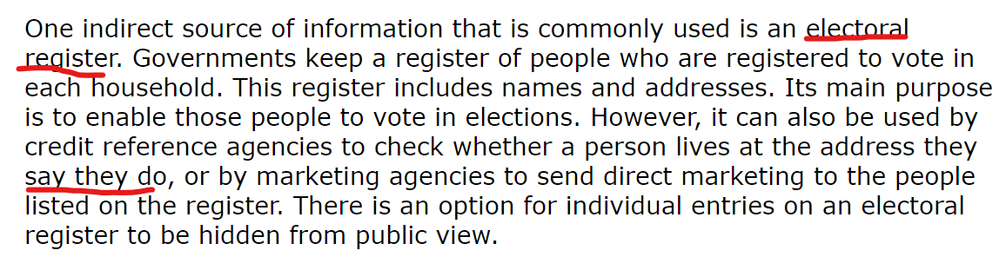 One indirect source of information that is commonly used is an electoral
register. Governments keep a register of people who are registered to vote in
each household. This register includes names and addresses. Its main purpose
is to enable those people to vote in elections. However, it can also be used by
credit reference agencies to check whether a person lives at the address they
say they do, or by marketing agencies to send direct marketing to the people
listed on the register. There is an option for individual entries on an electoral
register to be hidden from public view.